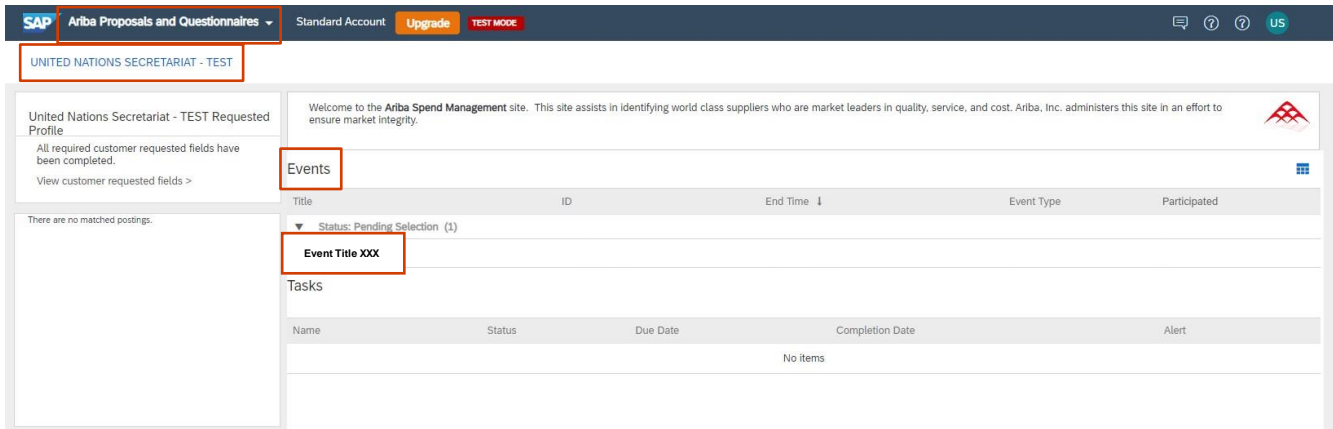 SAP Ariba Proposals and Questionnaires Standard Account Upgrade TEST MODE US
UNITED NATIONS SECRETARIAT - TEST
United Nations Secretariat - TEST Requested
Profile
All required customer requested fields have
been completed.
View customer requested fields >
There are no matched postings.
Welcome to the Ariba Spend Management site. This site assists in identifying world class suppliers who are market leaders in quality, service, and cost. Ariba, Inc. administers this site in an effort to
ensure market integrity.
Events
Title ID End Time ↓ Event Type Participated
▼ Status: Pending Selection (1)
Event Title XXX
Tasks
Name Status Due Date Completion Date Alert
No items